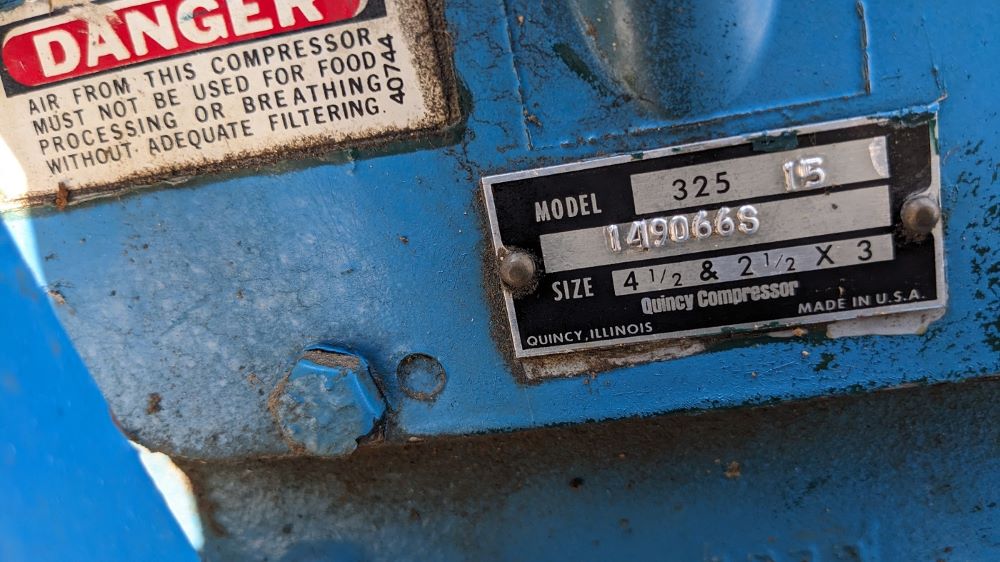 DANGER
AIR FROM THIS COMPRESSOR
MUST NOT BE USED FOR FOOD
PROCESSING OR BREATHING
WITHOUT ADEQUATE FILTERING.
40744
MODEL 325 15
149066S
SIZE 4 1/2 & 2 1/2 X 3
Quincy Compressor
QUINCY, ILLINOIS MADE IN U.S.A.